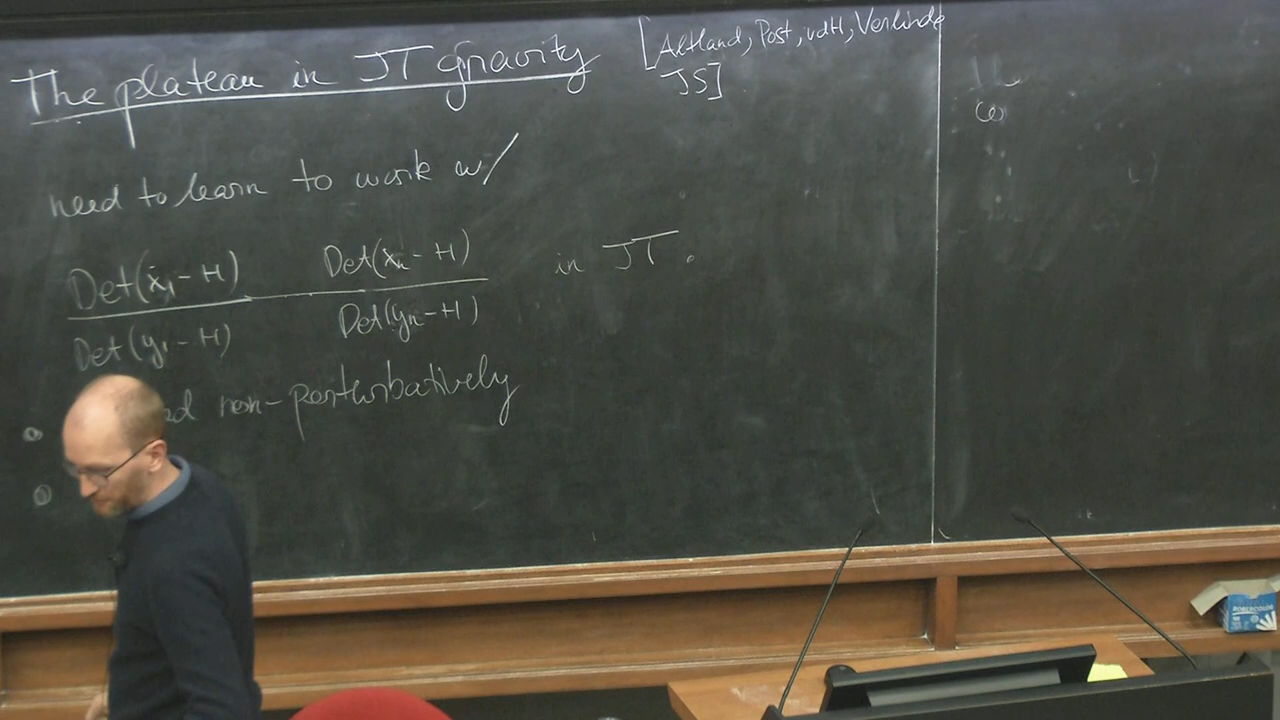 The plateau in JT gravity
[Altland, Post, vdH, Verlinde
JS]
need to learn to work w/
Det(x₁ - H) Det(xₙ - H)
in JT.
Det(y₁ - H) Det(yₙ - H)
non-perturbatively